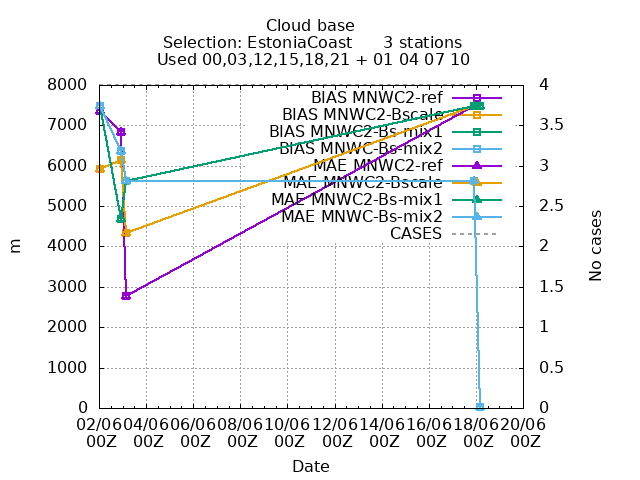 Cloud base
Selection: EstoniaCoast 3 stations
Used 00,03,12,15,18,21 + 01 04 07 10
8000
7000
6000
5000
4000
3000
2000
1000
0
m
4
3.5
3
2.5
2
1.5
1
0.5
0
No cases
BIAS MNWC2-ref
BIAS MNWC2-Bscale
BIAS MNWC2-Bs-mix1
BIAS MNWC-Bs-mix2
MAE MNWC2-ref
MAE MNWC2-Bscale
MAE MNWC2-Bs-mix1
MAE MNWC-Bs-mix2
CASES
02/06 04/06 06/06 08/06 10/06 12/06 14/06 16/06 18/06 20/06
00Z 00Z 00Z 00Z 00Z 00Z 00Z 00Z 00Z 00Z
Date